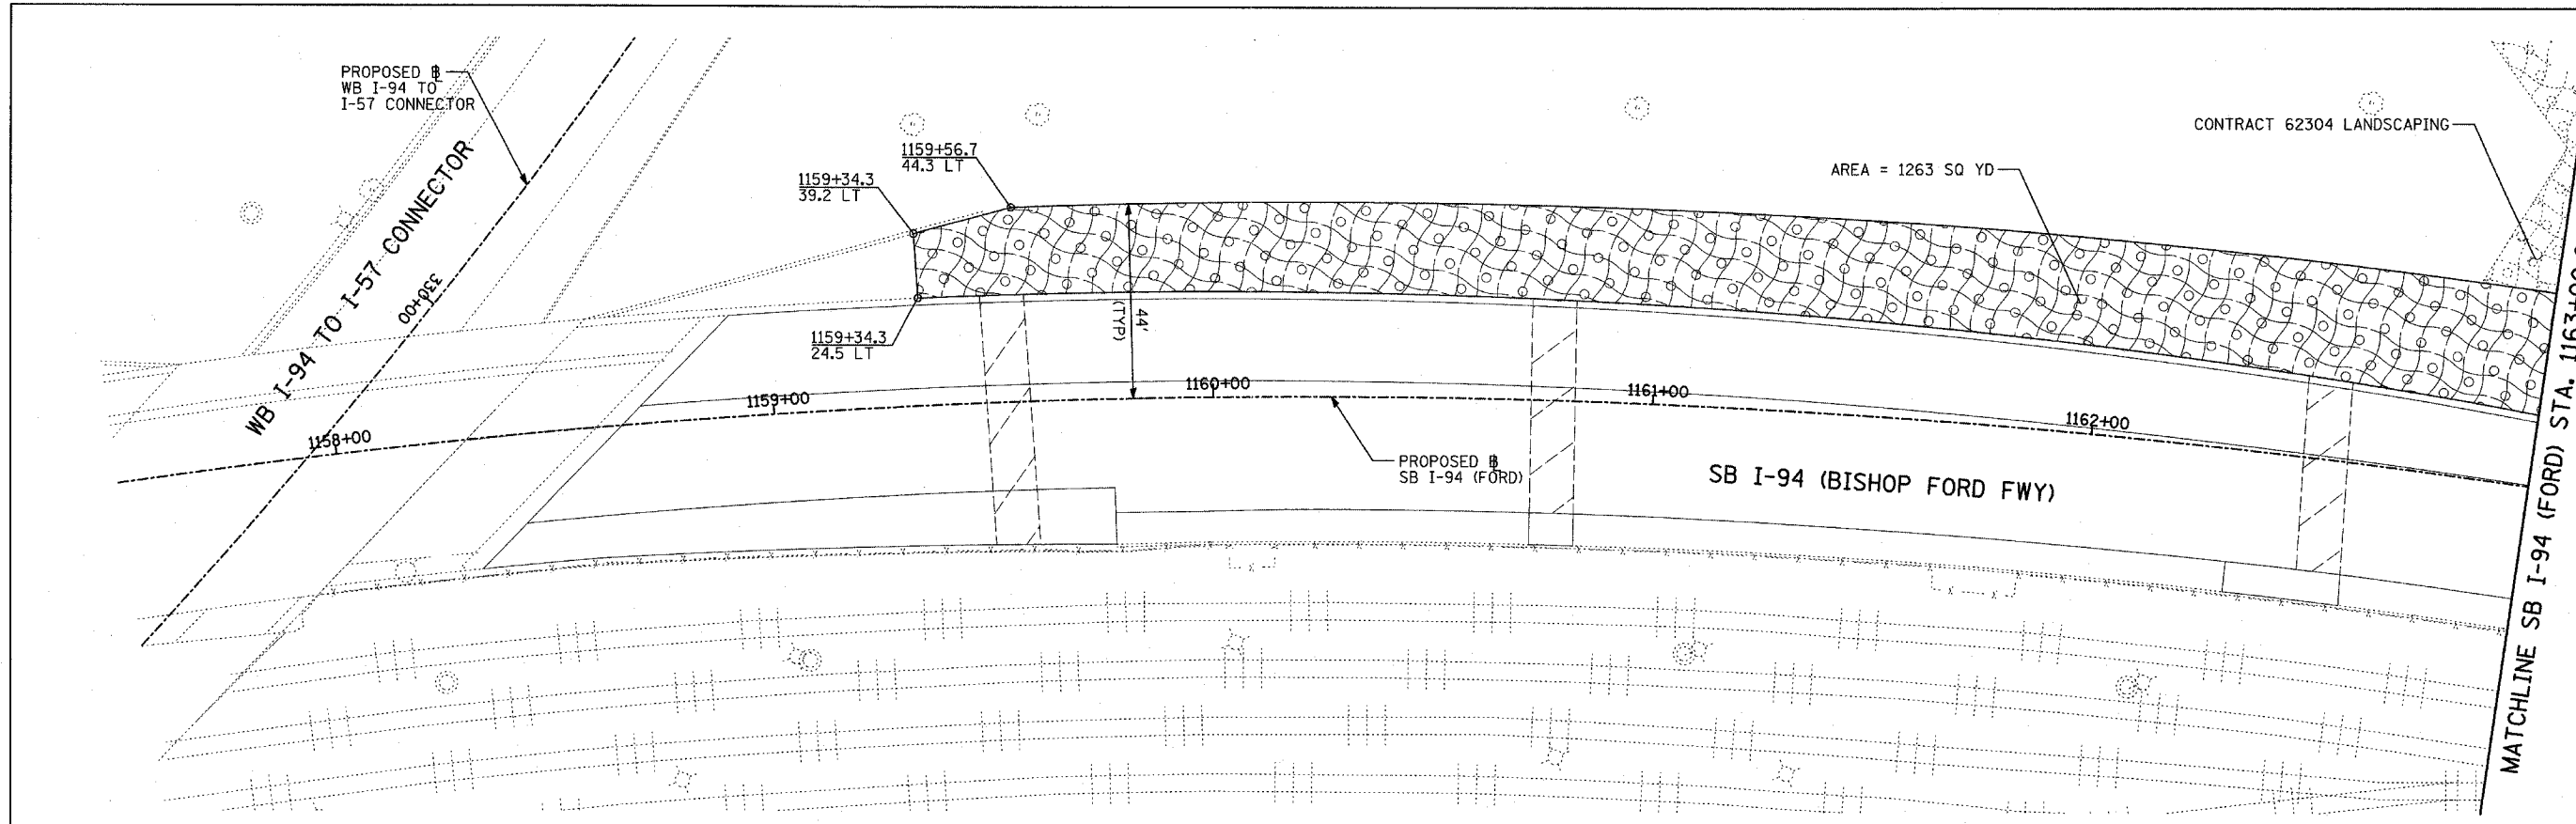 PROPOSED B
WB I-94 TO
I-57 CONNECTOR
WB I-94 TO I-57 CONNECTOR
330+00
1159+56.7
44.3 LT
1159+34.3
39.2 LT
1159+34.3
24.5 LT
44'
(TYP)
AREA = 1263 SQ YD
CONTRACT 62304 LANDSCAPING
1158+00
1159+00
1160+00
1161+00
1162+00
PROPOSED B
SB I-94 (FORD)
SB I-94 (BISHOP FORD FWY)
MATCHLINE SB I-94 (FORD) STA. 1163+00